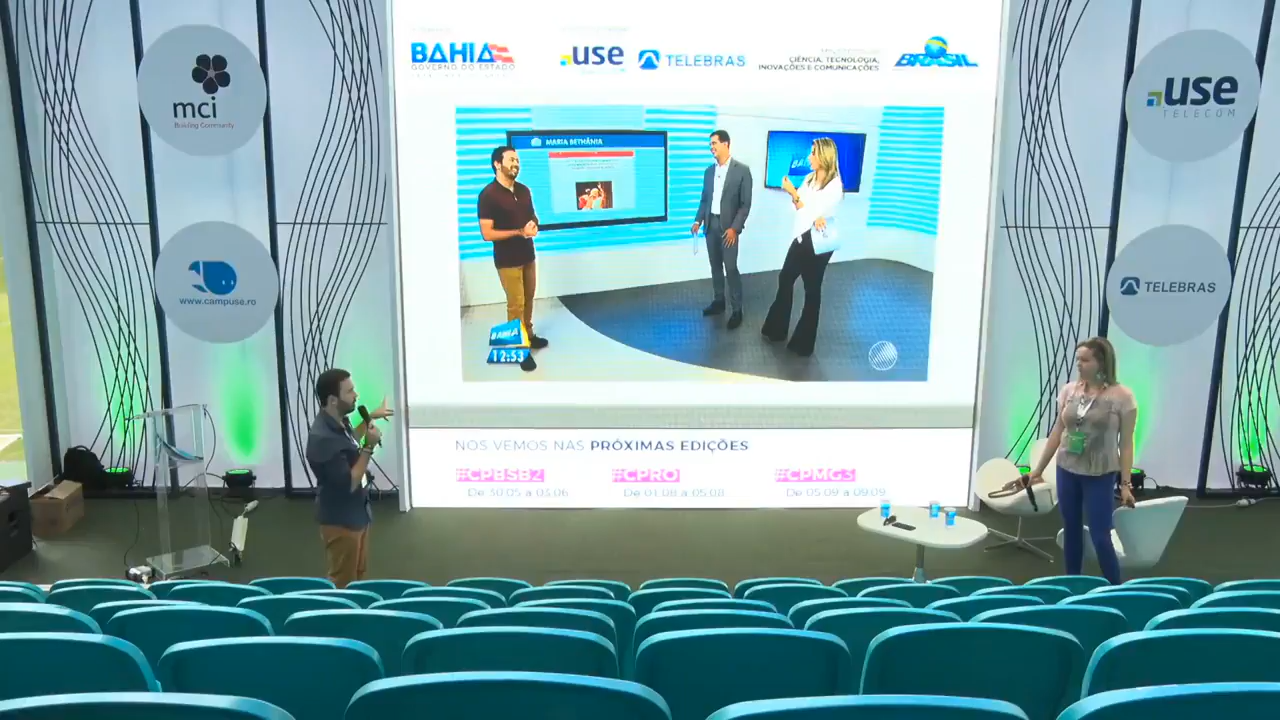 mci
Building Community
www.campuse.ro
BAHIA
GOVERNO DO ESTADO
use
TELEBRAS
CIÊNCIA, TECNOLOGIA,
INOVAÇÕES E COMUNICAÇÕES
BRASIL
MARIA BETHÂNIA
BAHIA
12:53
NOS VEMOS NAS PRÓXIMAS EDIÇÕES
#CPBSB2
#CPRO
#CPMG3
De 30.05 a 03.06
De 01.08 a 05.08
De 05.09 a 09.09
use
TELECOM
TELEBRAS